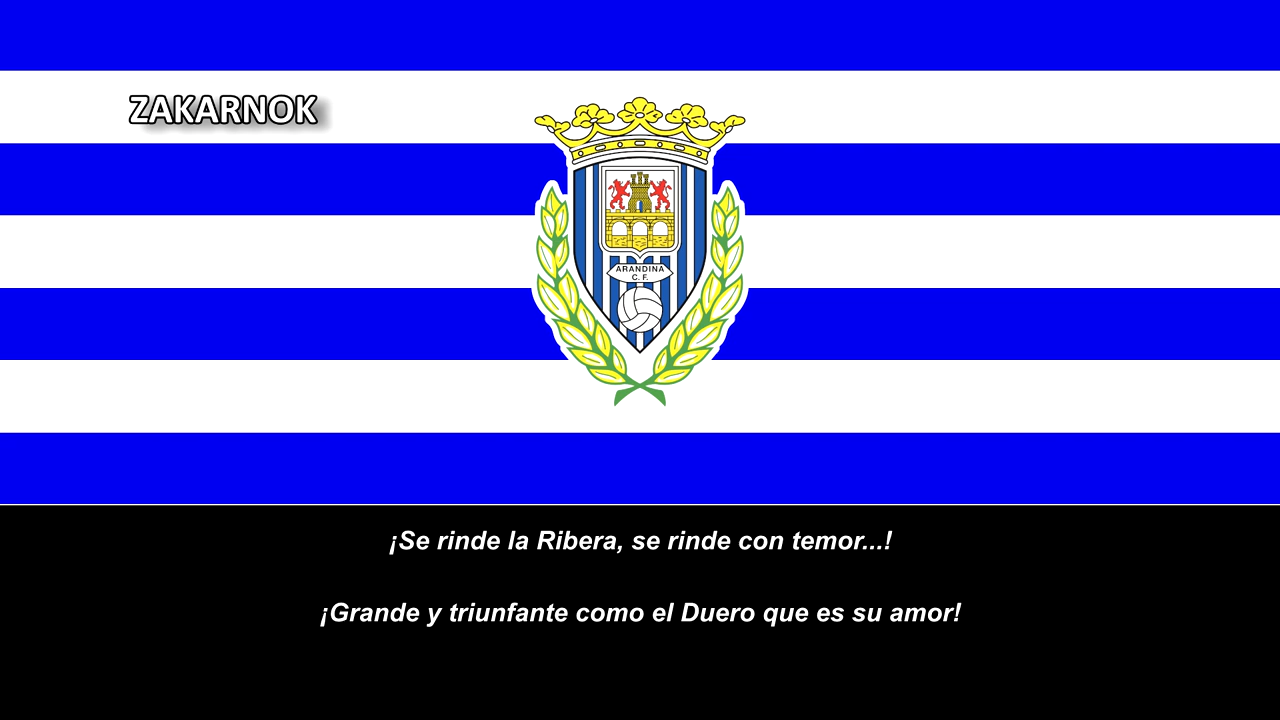 ZAKARNOK
ARANDINA
C. F.
¡Se rinde la Ribera, se rinde con temor...!
¡Grande y triunfante como el Duero que es su amor!